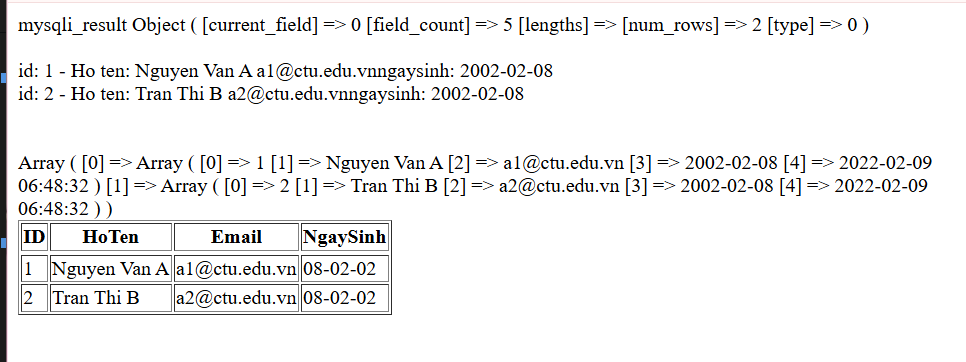 mysqli_result Object ( [current_field] => 0 [field_count] => 5 [lengths] => [num_rows] => 2 [type] => 0 )
id: 1 - Ho ten: Nguyen Van A a1@ctu.edu.vnngaysinh: 2002-02-08
id: 2 - Ho ten: Tran Thi B a2@ctu.edu.vnngaysinh: 2002-02-08
Array ( [0] => Array ( [0] => 1 [1] => Nguyen Van A [2] => a1@ctu.edu.vn [3] => 2002-02-08 [4] => 2022-02-09
06:48:32 ) [1] => Array ( [0] => 2 [1] => Tran Thi B [2] => a2@ctu.edu.vn [3] => 2002-02-08 [4] => 2022-02-09
06:48:32 ) )
ID HoTen Email NgaySinh
1 Nguyen Van A a1@ctu.edu.vn 08-02-02
2 Tran Thi B a2@ctu.edu.vn 08-02-02